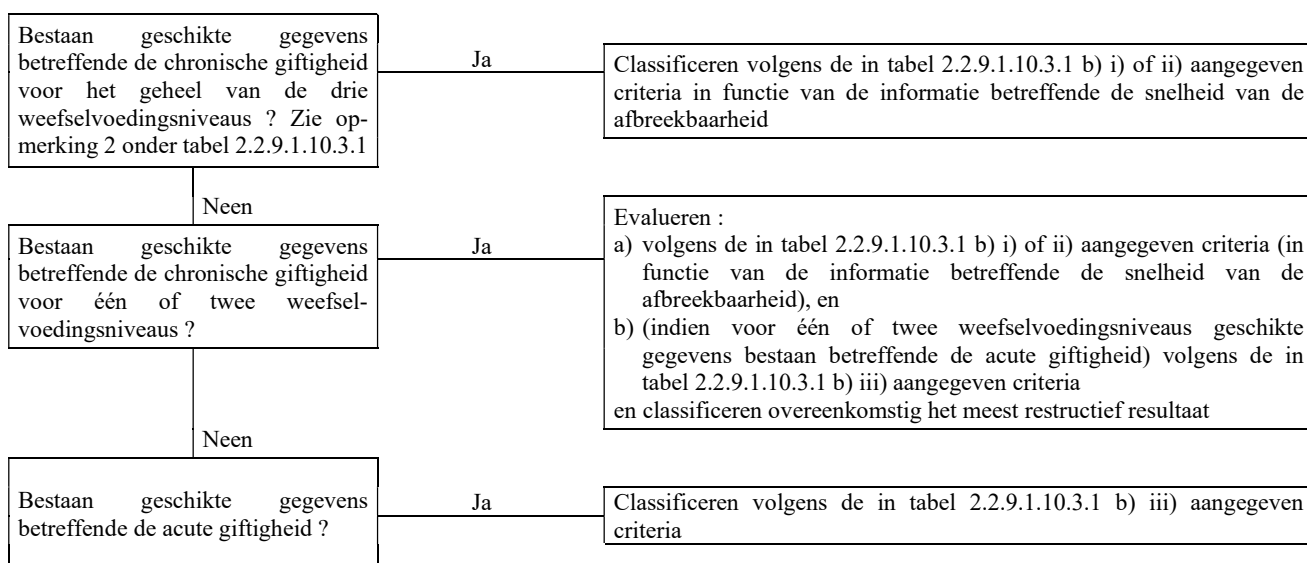 Bestaan geschikte gegevens
betreffende de chronische giftigheid
voor het geheel van de drie
weefselvoedingsniveaus ? Zie op-
merking 2 onder tabel 2.2.9.1.10.3.1
Ja
Classificeren volgens de in tabel 2.2.9.1.10.3.1 b) i) of ii) aangegeven
criteria in functie van de informatie betreffende de snelheid van de
afbreekbaarheid
Neen
Bestaan geschikte gegevens
betreffende de chronische giftigheid
voor één of twee weefsel-
voedingsniveaus ?
Ja
Evalueren :
a) volgens de in tabel 2.2.9.1.10.3.1 b) i) of ii) aangegeven criteria (in
functie van de informatie betreffende de snelheid van de
afbreekbaarheid), en
b) (indien voor één of twee weefselvoedingsniveaus geschikte
gegevens bestaan betreffende de acute giftigheid) volgens de in
tabel 2.2.9.1.10.3.1 b) iii) aangegeven criteria
en classificeren overeenkomstig het meest restructief resultaat
Neen
Bestaan geschikte gegevens
betreffende de acute giftigheid ?
Ja
Classificeren volgens de in tabel 2.2.9.1.10.3.1 b) iii) aangegeven
criteria